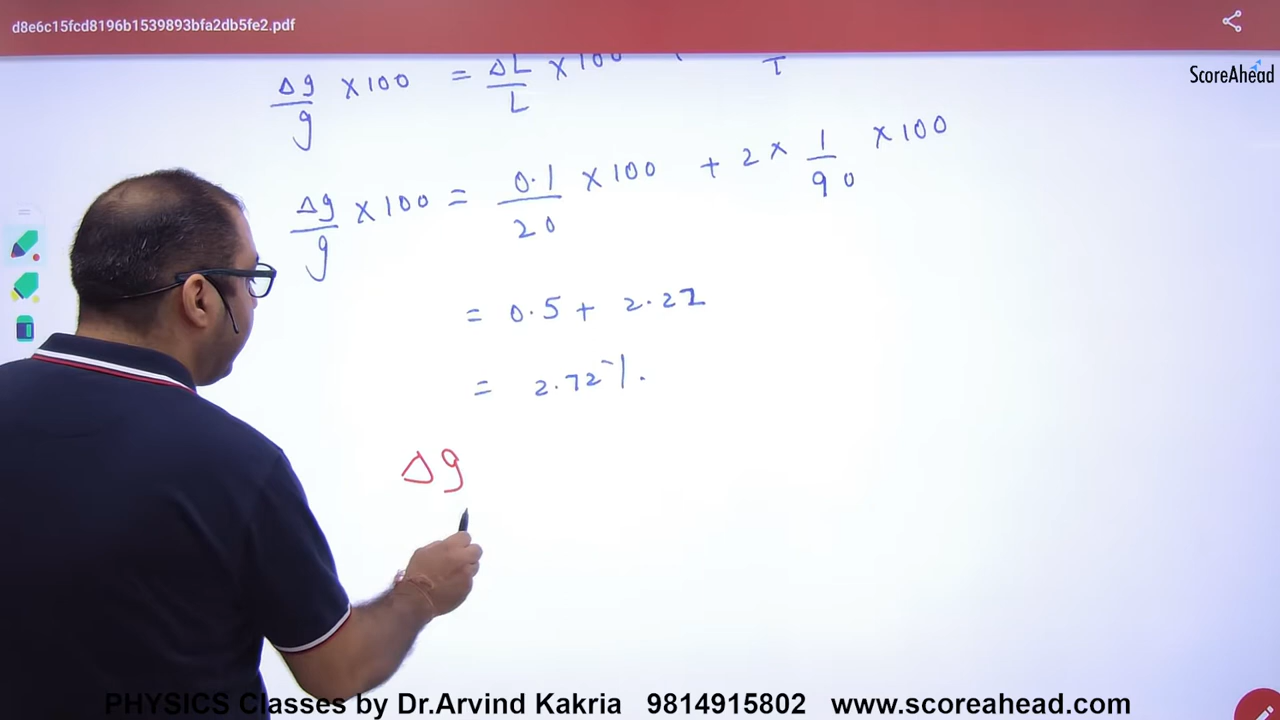 d8e6c15fcd8196b1539893bfa2db5fe2.pdf
ScoreAhead
Δg/g × 100 = ΔL/L × 100
T
Δg/g × 100 = 0.1/20 × 100 + 2 × 1/90 × 100
= 0.5 + 2.22
= 2.72 %.
Δg
PHYSICS Classes by Dr.Arvind Kakria 9814915802 www.scoreahead.com